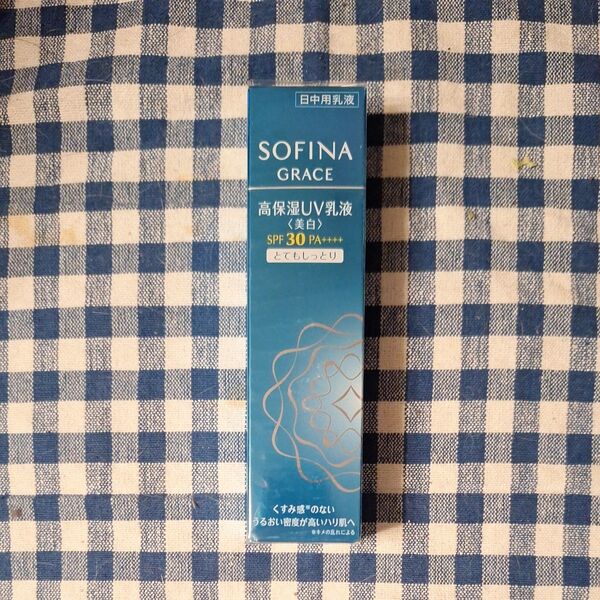 日中用乳液
SOFINA
GRACE
高保湿UV乳液
〈美白〉
SPF 30 PA++++
とてもしっとり
くすみ感※のない
うるおい密度が高いハリ肌へ
※キメの乱れによる